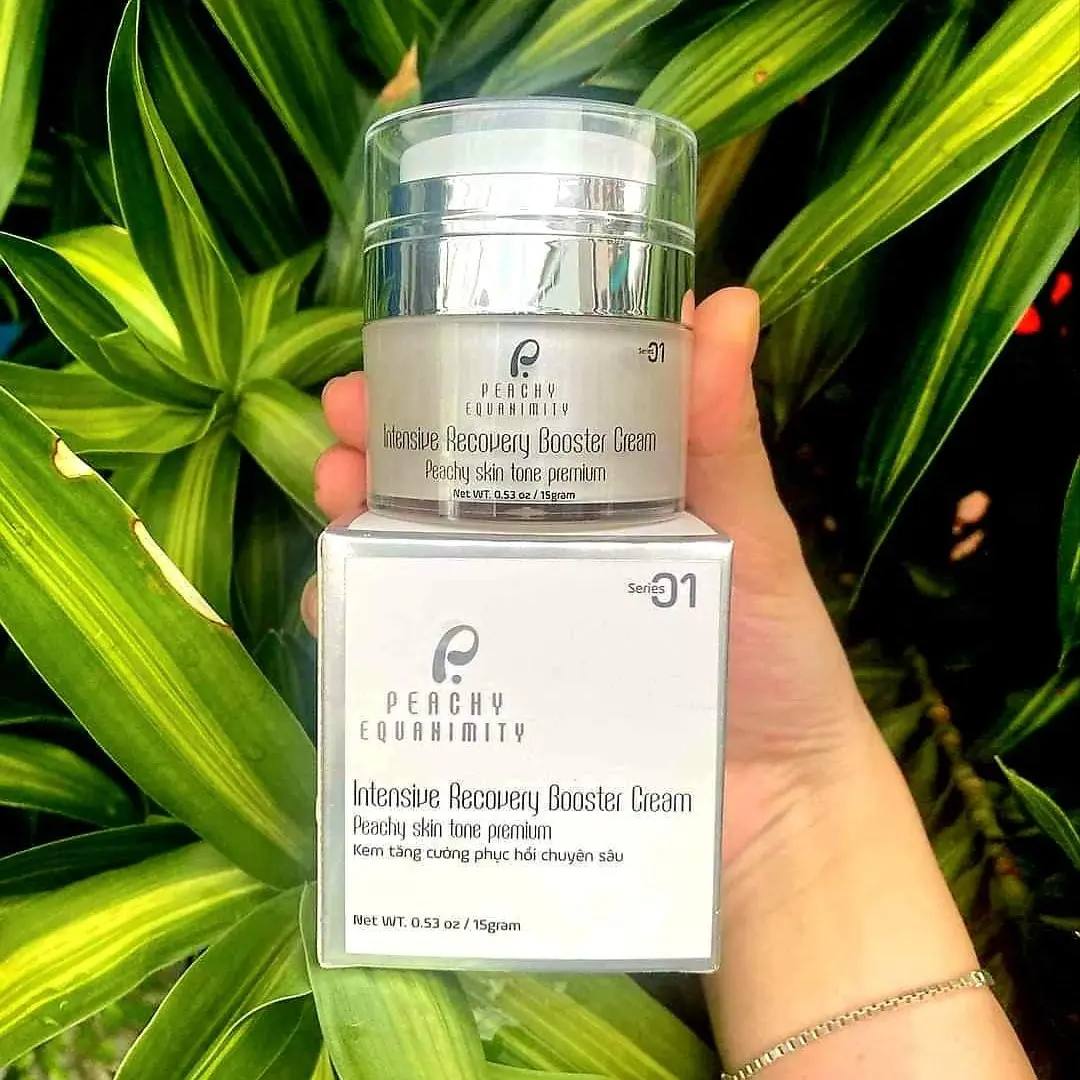 Series 01
PEACHY
EQUANIMITY
Intensive Recovery Booster Cream
Peachy skin tone premium
Net WT. 0.53 oz / 15gram
Series 01
PEACHY
EQUANIMITY
Intensive Recovery Booster Cream
Peachy skin tone premium
Kem tăng cường phục hồi chuyên sâu
Net WT. 0.53 oz / 15gram